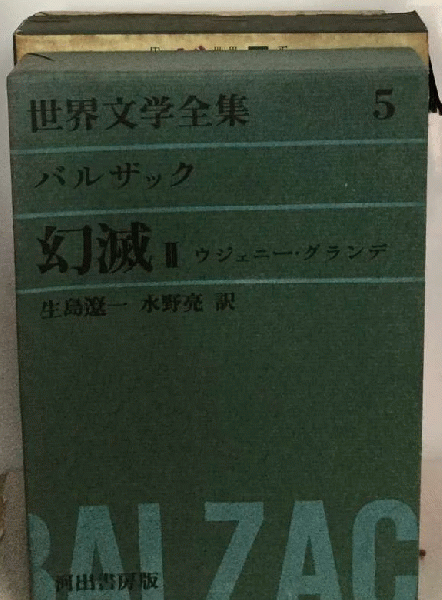 世界文学全集 5
バルザック
幻滅 Ⅱ ウジェニー・グランデ
生島遼一 水野亮 訳
BALZAC
河出書房版